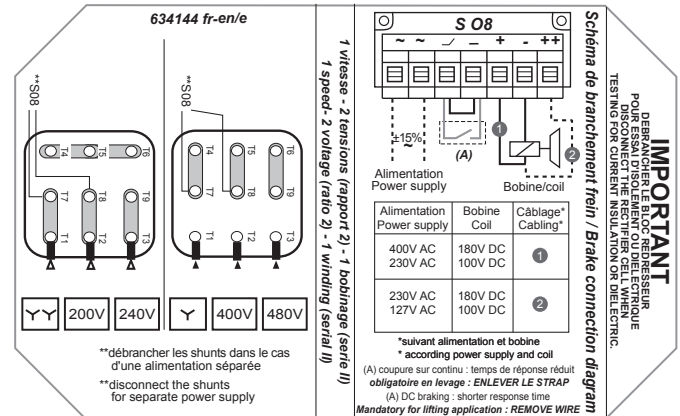 634144 fr-en/e
**S08
**S08
T4
T5
T6
T7
T8
T9
T1
T2
T3
T4
T5
T6
T7
T8
T9
T1
T2
T3
200V
240V
400V
480V
**débrancher les shunts dans le cas
d'une alimentation séparée
**disconnect the shunts
for separate power supply
1 vitesse - 2 tensions (rapport 2) - 1 bobinage (serie II)
1 speed- 2 voltage (ratio 2) - 1 winding (serial II)
S O8
~ ~ _/ _ + - ++
±15%
~
(A)
1
2
Alimentation
Power supply
Bobine/coil
Alimentation
Power supply
Bobine
Coil
Câblage*
Cabling*
400V AC
230V AC
180V DC
100V DC
1
230V AC
127V AC
180V DC
100V DC
2
*suivant alimentation et bobine
* according power supply and coil
(A) coupure sur continu : temps de réponse réduit
obligatoire en levage : ENLEVER LE STRAP
(A) DC braking : shorter response time
Mandatory for lifting application : REMOVE WIRE
Schéma de branchement frein / Brake connection diagram
IMPORTANT
DEBRANCHER LE BLOC REDRESSEUR
POUR ESSAI D'ISOLEMENT OU DIELECTRIQUE
DISCONNECT THE RECTIFIER CELL WHEN
TESTING FOR CURRENT INSULATION OR DIELECTRIC.